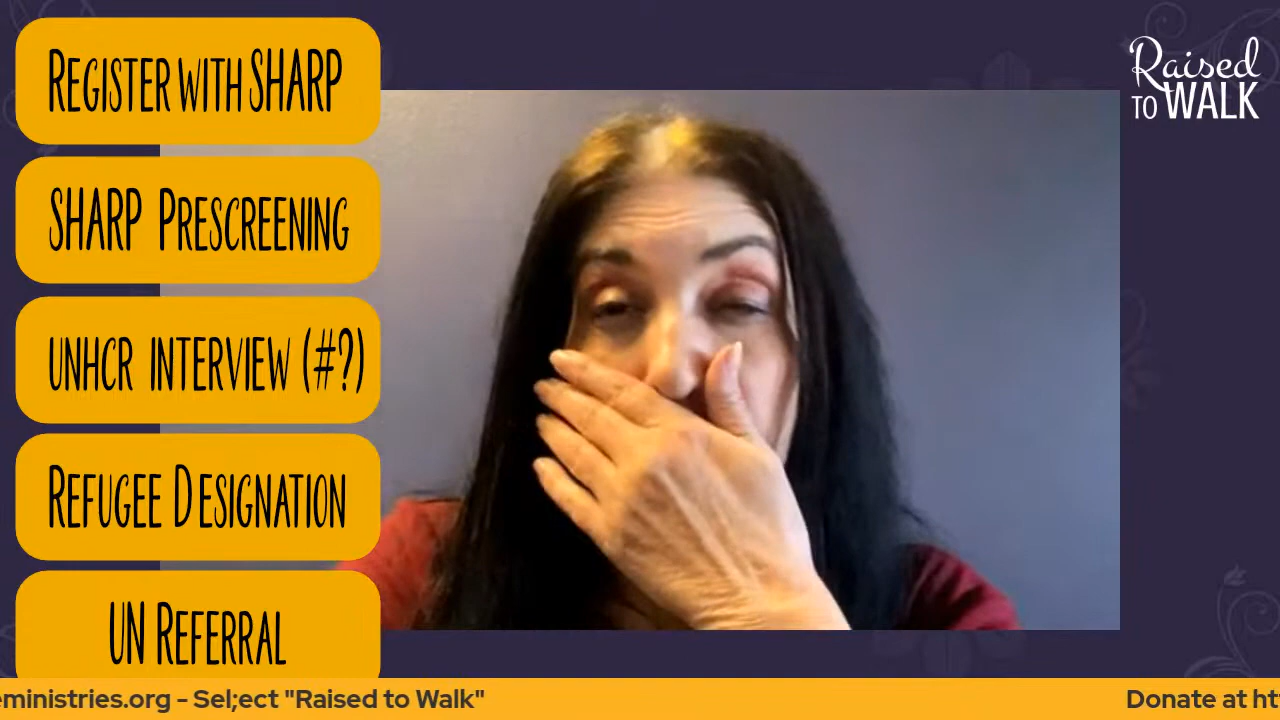 Register with SHARP
SHARP Prescreening
UNHCR Interview (#?)
Refugee Designation
UN Referral
Raised
to WALK
eministries.org - Sel;ect "Raised to Walk"
Donate at ht